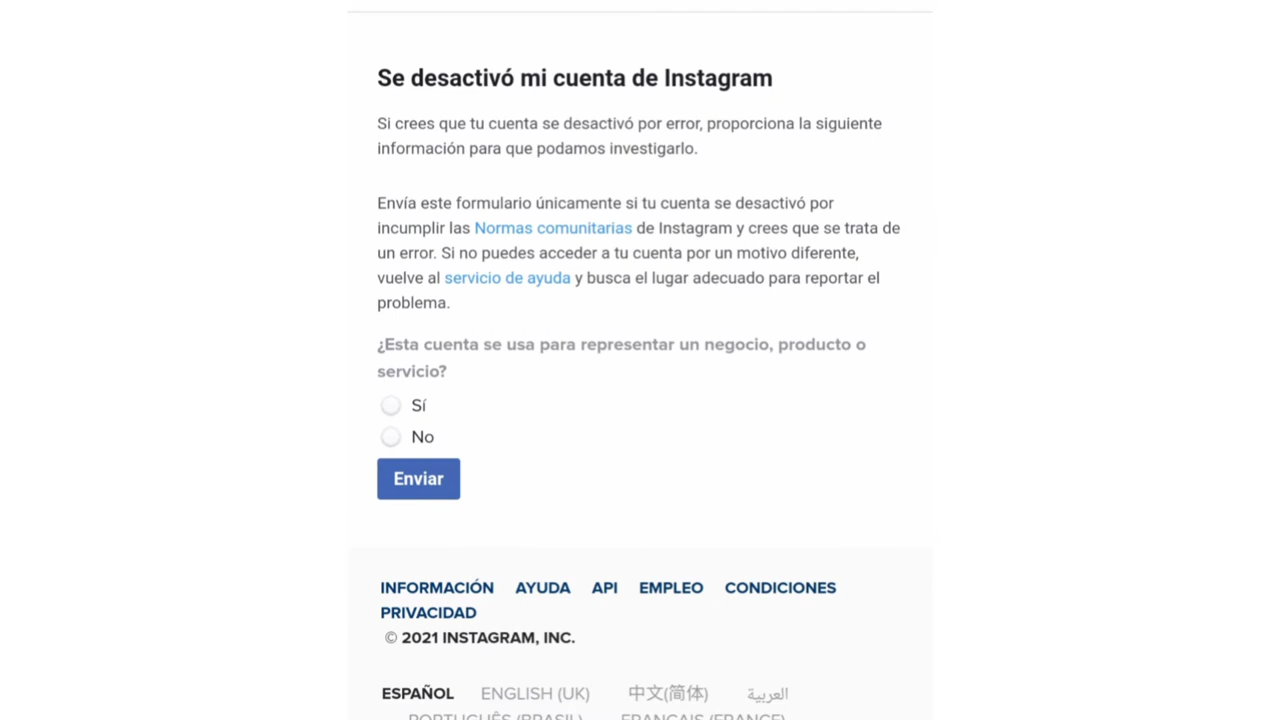 Se desactivó mi cuenta de Instagram
Si crees que tu cuenta se desactivó por error, proporciona la siguiente
información para que podamos investigarlo.
Envía este formulario únicamente si tu cuenta se desactivó por
incumplir las Normas comunitarias de Instagram y crees que se trata de
un error. Si no puedes acceder a tu cuenta por un motivo diferente,
vuelve al servicio de ayuda y busca el lugar adecuado para reportar el
problema.
¿Esta cuenta se usa para representar un negocio, producto o
servicio?
Sí
No
Enviar
INFORMACIÓN AYUDA API EMPLEO CONDICIONES
PRIVACIDAD
© 2021 INSTAGRAM, INC.
ESPAÑOL ENGLISH (UK) 中文(简体) العربية
PORTUGUÊS (BRASIL) FRANÇAIS (FRANCE)